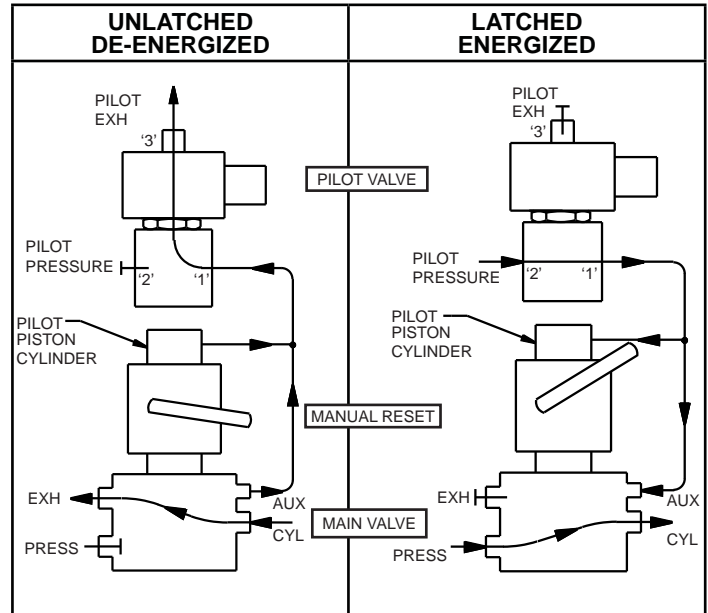 UNLATCHED
DE-ENERGIZED
LATCHED
ENERGIZED
PILOT
EXH
'3'
PILOT
PRESSURE
'2'
'1'
PILOT
PISTON
CYLINDER
EXH
PRESS
AUX
CYL
PILOT VALVE
MANUAL RESET
MAIN VALVE
PILOT
EXH
'3'
PILOT
PRESSURE
'2'
'1'
PILOT
PISTON
CYLINDER
EXH
PRESS
AUX
CYL